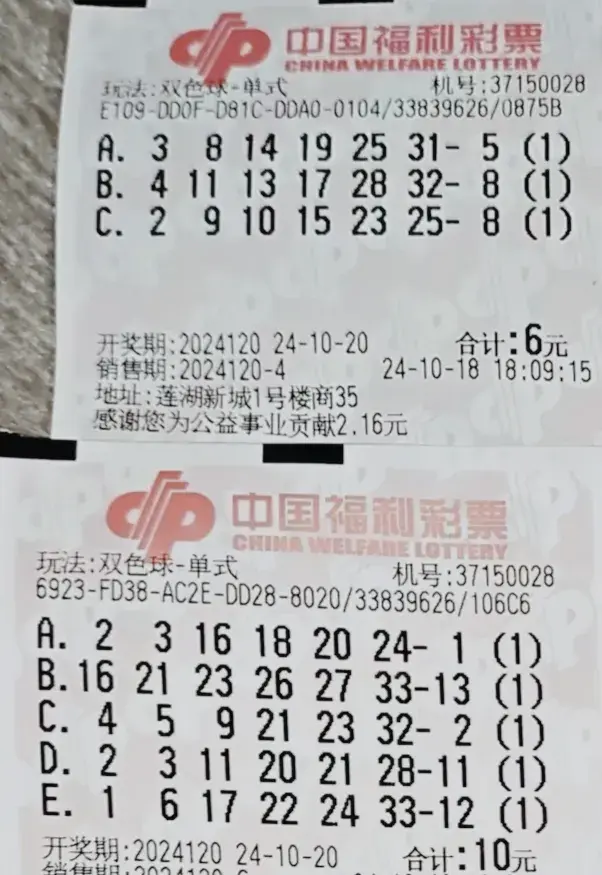 中国福利彩票
CHINA WELFARE LOTTERY
玩法:双色球-单式 机号:37150028
E109-DD0F-D81C-DDA0-0104/33839626/0875B
A. 3 8 14 19 25 31- 5 (1)
B. 4 11 13 17 28 32- 8 (1)
C. 2 9 10 15 23 25- 8 (1)
开奖期:2024120 24-10-20 合计:6元
销售期:2024120-4 24-10-18 18:09:15
地址:莲湖新城1号楼商35
感谢您为公益事业贡献2.16元
中国福利彩票
CHINA WELFARE LOTTERY
玩法:双色球-单式 机号:37150028
6923-FD38-AC2E-DD28-8020/33839626/106C6
A. 2 3 16 18 20 24- 1 (1)
B.16 21 23 26 27 33-13 (1)
C. 4 5 9 21 23 32- 2 (1)
D. 2 3 11 20 21 28-11 (1)
E. 1 6 17 22 24 33-12 (1)
开奖期:2024120 24-10-20 合计:10元